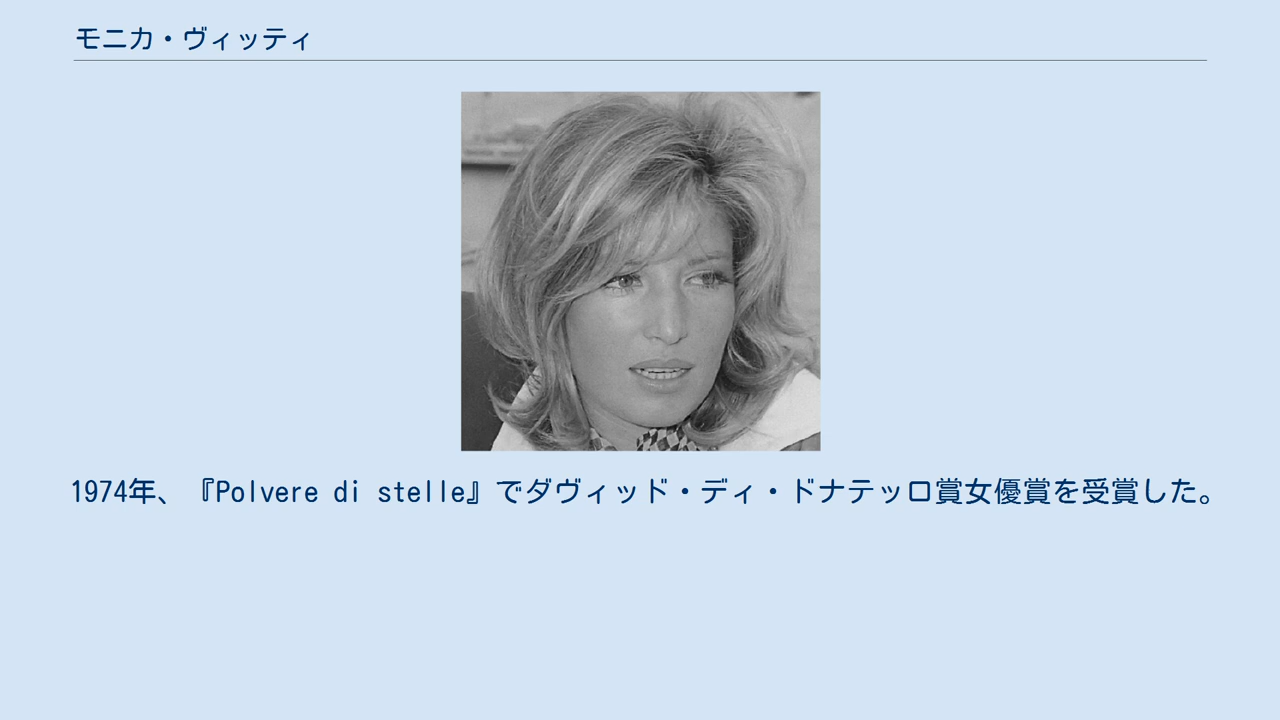 モニカ・ヴィッティ
1974年、『Polvere di stelle』でダヴィッド・ディ・ドナテッロ賞女優賞を受賞した。